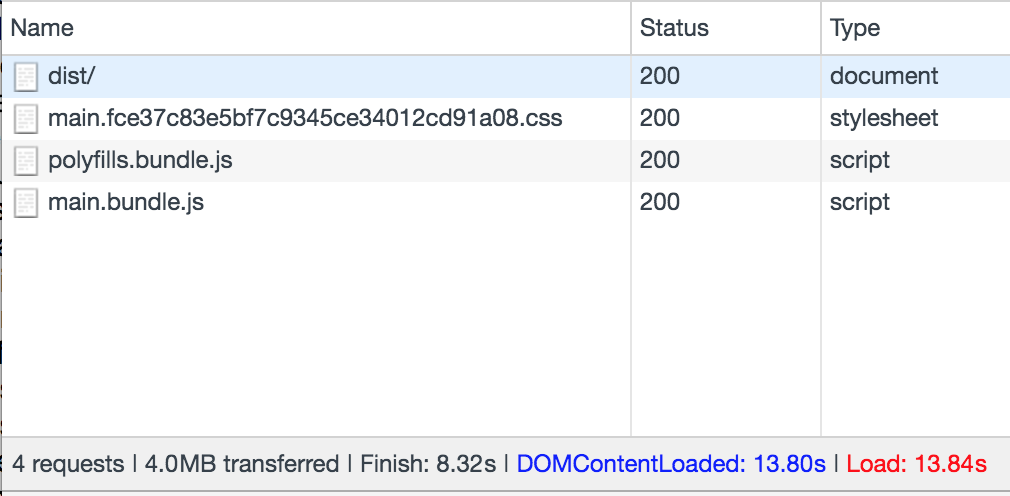 Name Status Type
dist/ 200 document
main.fce37c83e5bf7c9345ce34012cd91a08.css 200 stylesheet
polyfills.bundle.js 200 script
main.bundle.js 200 script
4 requests | 4.0MB transferred | Finish: 8.32s | DOMContentLoaded: 13.80s | Load: 13.84s